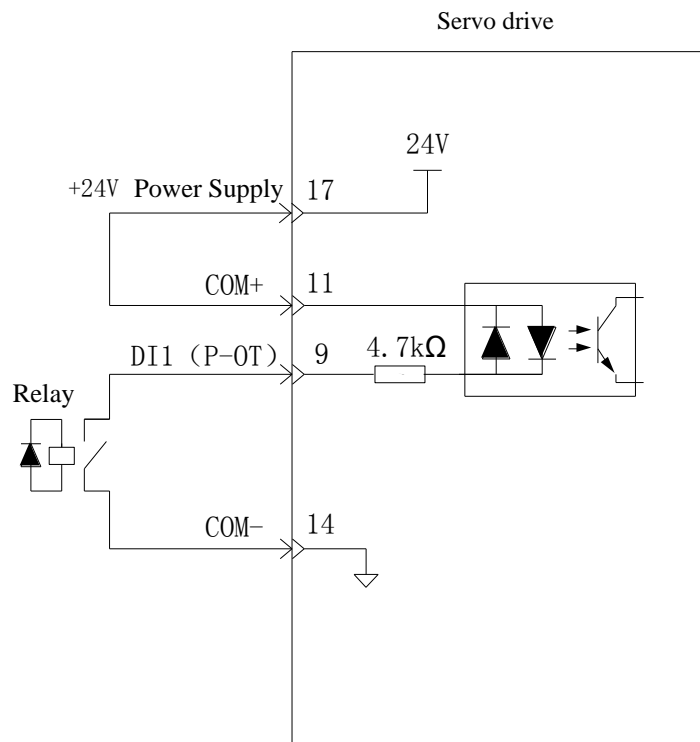 Servo drive
24V
+24V Power Supply 17
COM+ 11
DI1 (P-OT) 9 4.7kΩ
Relay
COM- 14